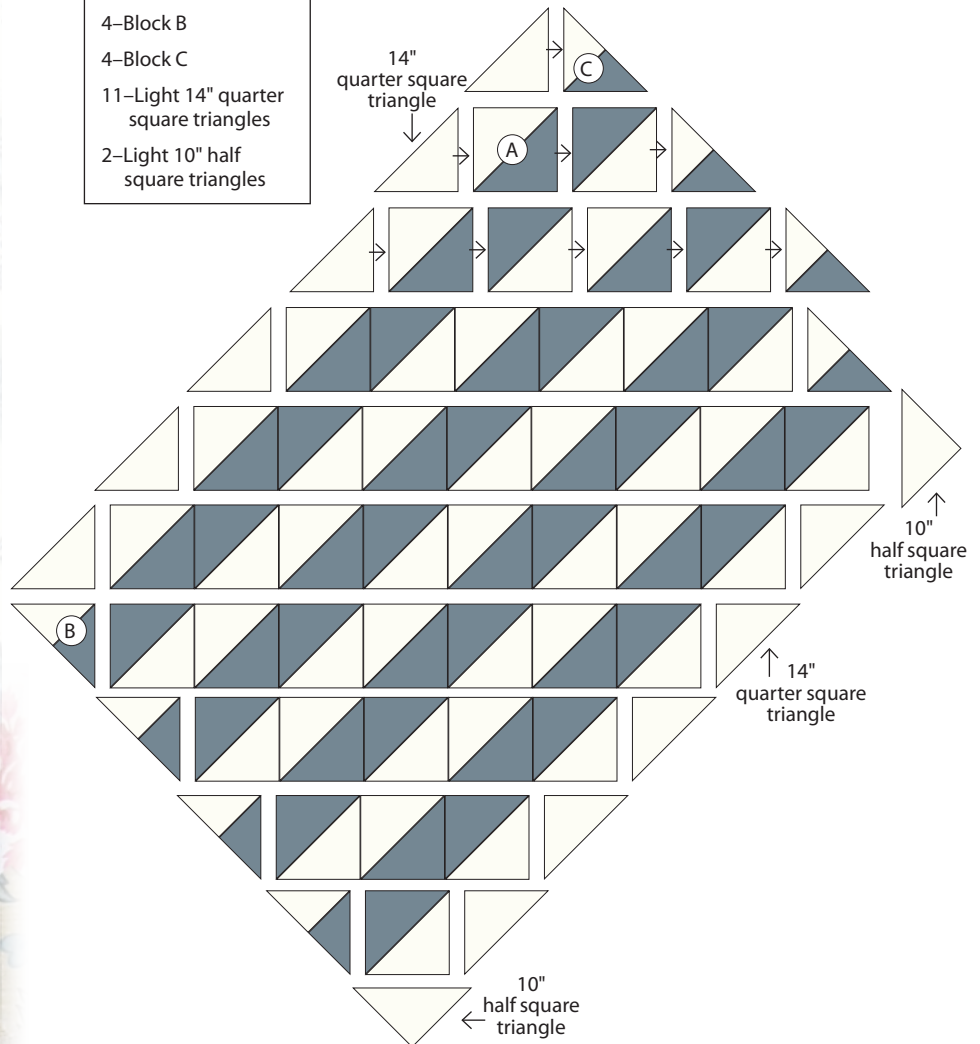 4–Block B
4–Block C
11–Light 14" quarter
square triangles
2–Light 10" half
square triangles
14"
quarter square
triangle
C
A
10"
half square
triangle
B
14"
quarter square
triangle
10"
half square
triangle